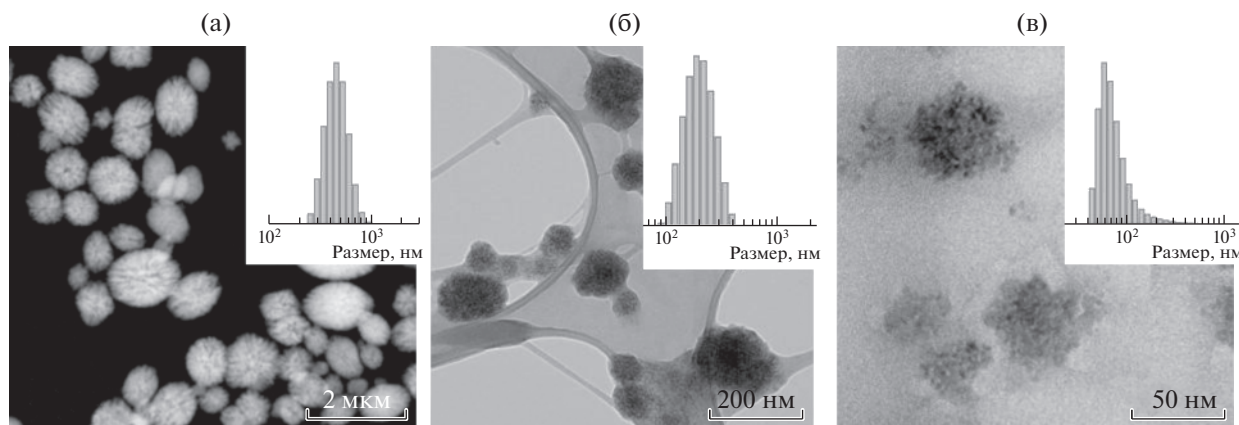 (а)
10² 10³
Размер, нм
2 мкм
(б)
10² 10³
Размер, нм
200 нм
(в)
10² 10³
Размер, нм
50 нм